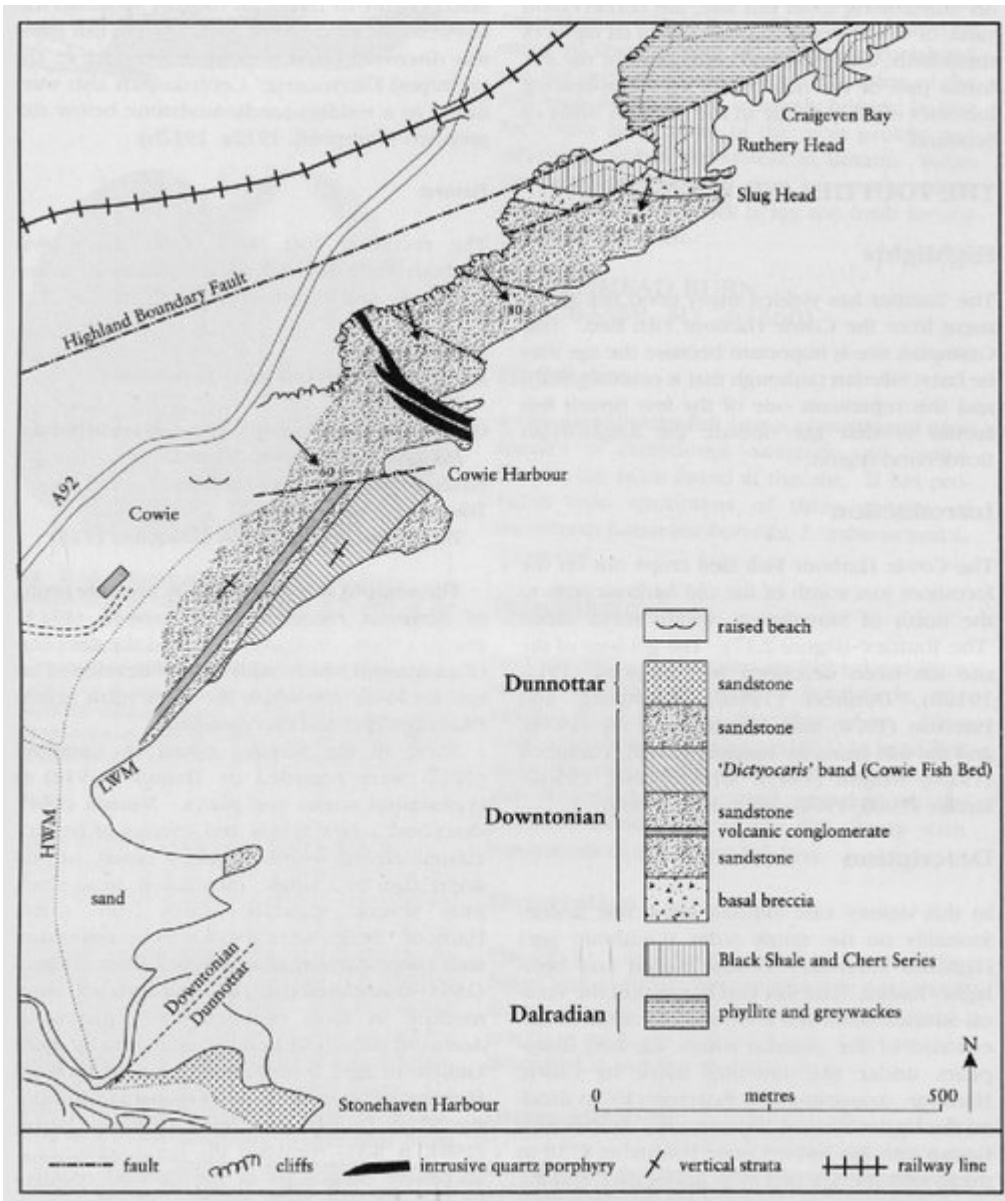 Craigeven Bay
Ruthery Head
Slug Head
85
80
Highland Boundary Fault
60
Cowie Harbour
A92
Cowie
LWM
HWM
sand
Downtonian
Dunnottar
Stonehaven Harbour
raised beach
Dunnottar
sandstone
sandstone
'Dictyocaris' band (Cowie Fish Bed)
Downtonian
sandstone
volcanic conglomerate
sandstone
basal breccia
Black Shale and Chert Series
Dalradian
phyllite and greywackes
N
0 metres 500
fault cliffs intrusive quartz porphyry vertical strata railway line